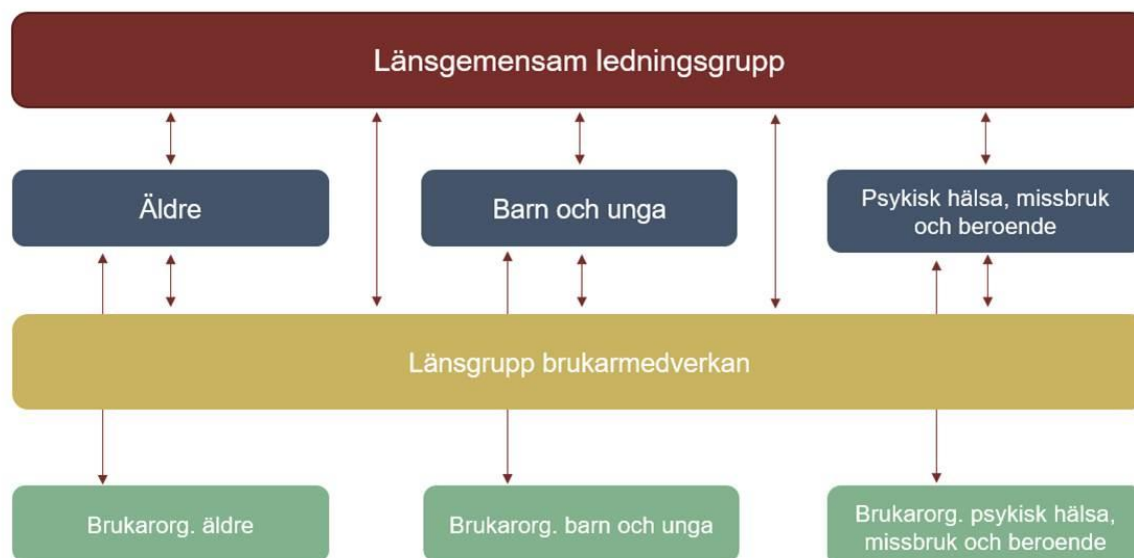 Länsgemensam ledningsgrupp
Äldre
Barn och unga
Psykisk hälsa, missbruk
och beroende
Länsgrupp brukarmedverkan
Brukarorg. äldre
Brukarorg. barn och unga
Brukarorg. psykisk hälsa,
missbruk och beroende